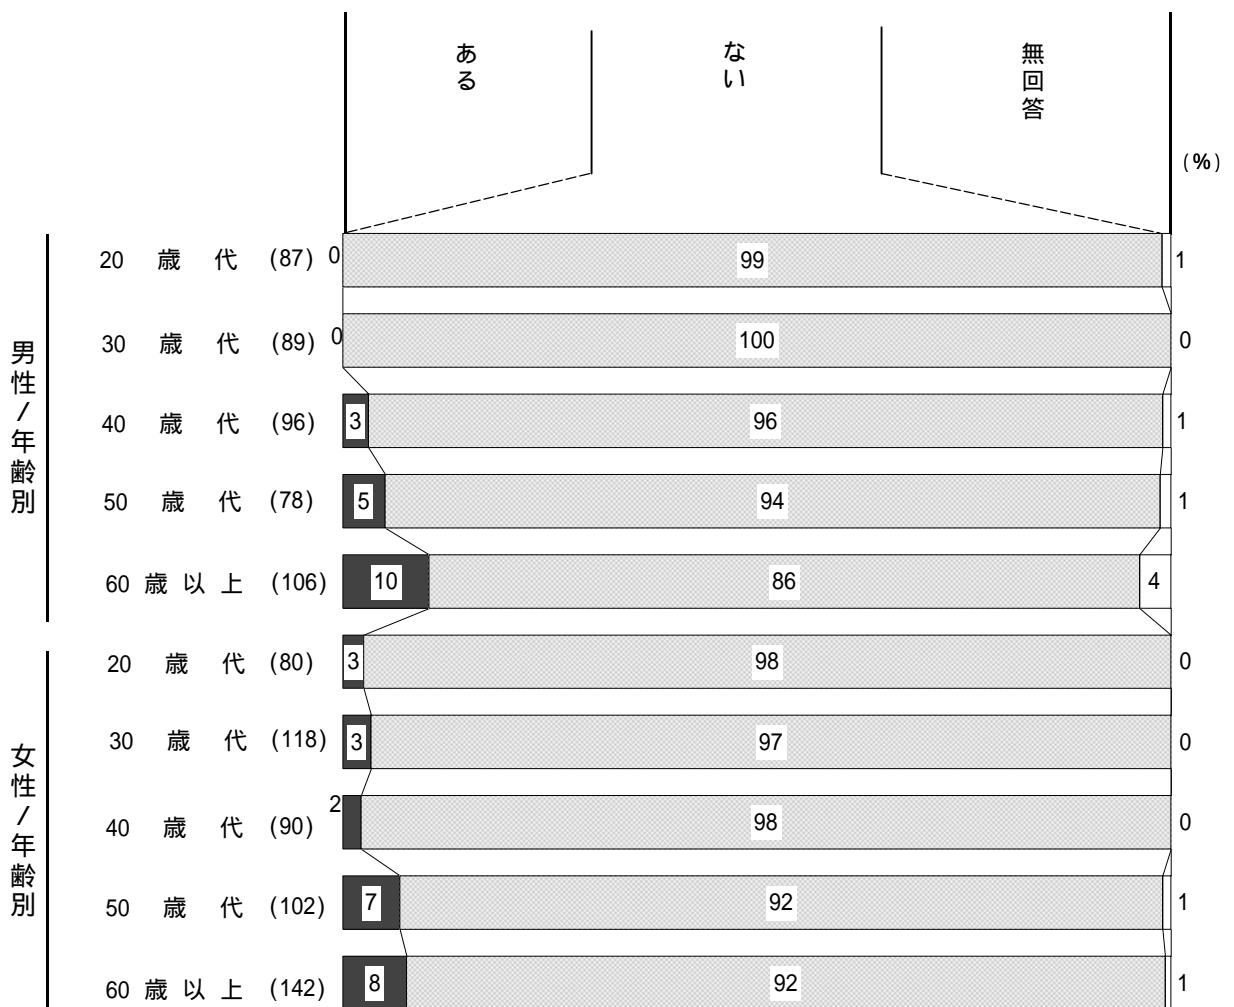 ある
ない
無回答
(%)
男性/年齢別
20 歳代 (87) 0 99 1
30 歳代 (89) 0 100 0
40 歳代 (96) 3 96 1
50 歳代 (78) 5 94 1
60 歳以上 (106) 10 86 4
女性/年齢別
20 歳代 (80) 3 98 0
30 歳代 (118) 3 97 0
40 歳代 (90) 2 98 0
50 歳代 (102) 7 92 1
60 歳以上 (142) 8 92 1